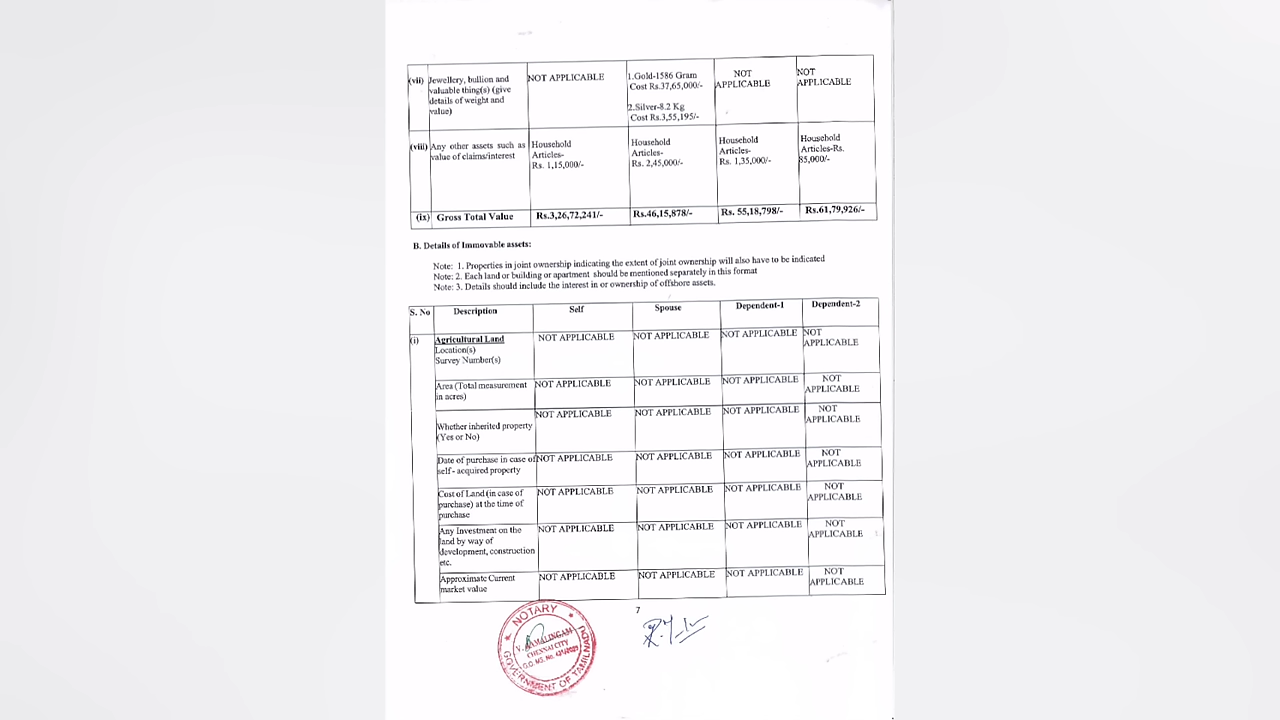 (vii) Jewellery, bullion and valuable thing(s) (give details of weight and value) NOT APPLICABLE 1.Gold-1586 Gram Cost Rs.37,65,000/- 2.Silver-8.2 Kg Cost Rs.3,55,195/- NOT APPLICABLE NOT APPLICABLE
(viii) Any other assets such as value of claims/interest Household Articles- Rs. 1,15,000/- Household Articles- Rs. 2,45,000/- Household Articles- Rs. 1,35,000/- Household Articles-Rs. 85,000/-
(ix) Gross Total Value Rs.3,26,72,241/- Rs.46,15,878/- Rs. 55,18,798/- Rs.61,79,926/-
B. Details of Immovable assets:
Note: 1. Properties in joint ownership indicating the extent of joint ownership will also have to be indicated
Note: 2. Each land or building or apartment should be mentioned separately in this format
Note: 3. Details should include the interest in or ownership of offshore assets.
S. No Description Self Spouse Dependent-1 Dependent-2
(i) Agricultural Land Location(s) Survey Number(s) NOT APPLICABLE NOT APPLICABLE NOT APPLICABLE NOT APPLICABLE
Area (Total measurement in acres) NOT APPLICABLE NOT APPLICABLE NOT APPLICABLE NOT APPLICABLE
Whether inherited property (Yes or No) NOT APPLICABLE NOT APPLICABLE NOT APPLICABLE NOT APPLICABLE
Date of purchase in case of self - acquired property NOT APPLICABLE NOT APPLICABLE NOT APPLICABLE NOT APPLICABLE
Cost of Land (in case of purchase) at the time of purchase NOT APPLICABLE NOT APPLICABLE NOT APPLICABLE NOT APPLICABLE
Any Investment on the land by way of development, construction etc. NOT APPLICABLE NOT APPLICABLE NOT APPLICABLE NOT APPLICABLE
Approximate Current market value NOT APPLICABLE NOT APPLICABLE NOT APPLICABLE NOT APPLICABLE
7
NOTARY
CHENNAI CITY
GOVERNMENT OF TAMILNADU